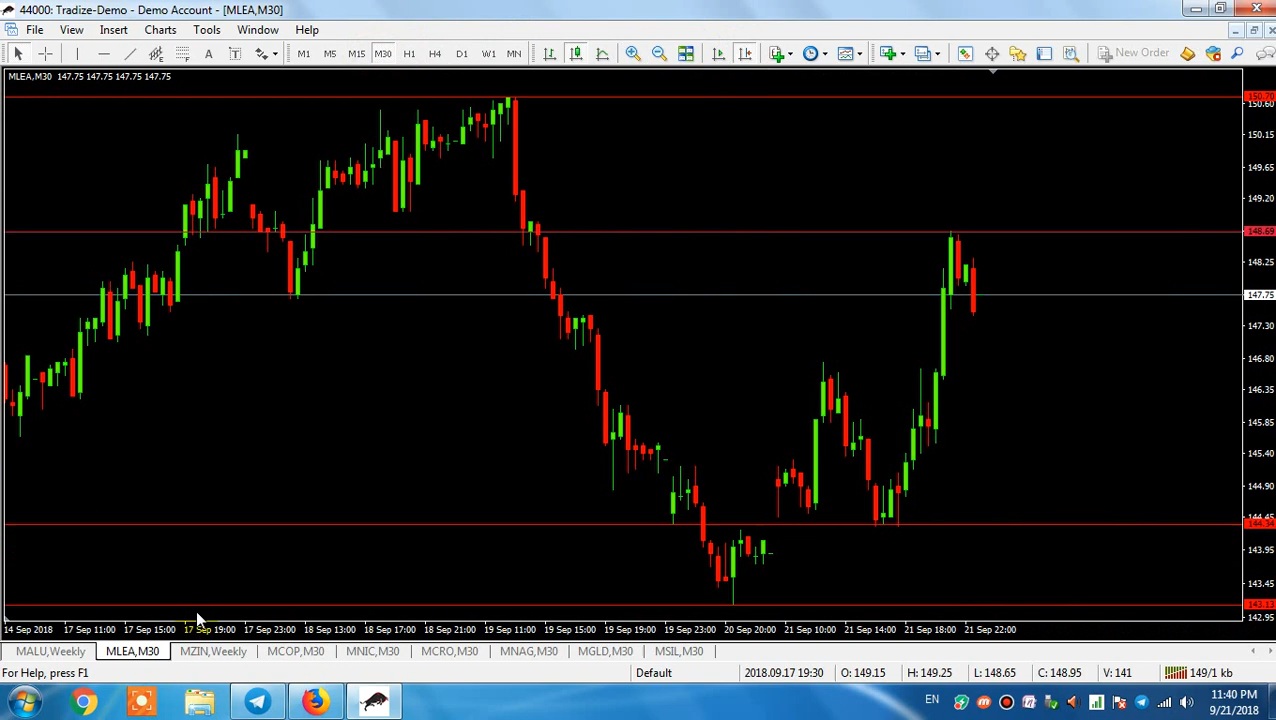 44000: Tradize-Demo - Demo Account - [MLEA,M30]
File View Insert Charts Tools Window Help
A T M1 M5 M15 M30 H1 H4 D1 W1 MN New Order
MLEA,M30 147.75 147.75 147.75 147.75
150.70
150.60
150.15
149.65
149.20
148.69
148.25
147.75
147.30
146.80
146.35
145.85
145.40
144.90
144.45
144.34
143.95
143.45
143.13
142.95
14 Sep 2018 17 Sep 11:00 17 Sep 15:00 17 Sep 19:00 17 Sep 23:00 18 Sep 13:00 18 Sep 17:00 18 Sep 21:00 19 Sep 11:00 19 Sep 15:00 19 Sep 19:00 19 Sep 23:00 20 Sep 20:00 21 Sep 10:00 21 Sep 14:00 21 Sep 18:00 21 Sep 22:00
MALU,Weekly MLEA,M30 MZIN,Weekly MCOP,M30 MNIC,M30 MCRO,M30 MNAG,M30 MGLD,M30 MSIL,M30
For Help, press F1 Default 2018.09.17 19:30 O: 149.15 H: 149.25 L: 148.65 C: 148.95 V: 141 149/1 kb
EN 11:40 PM
9/21/2018